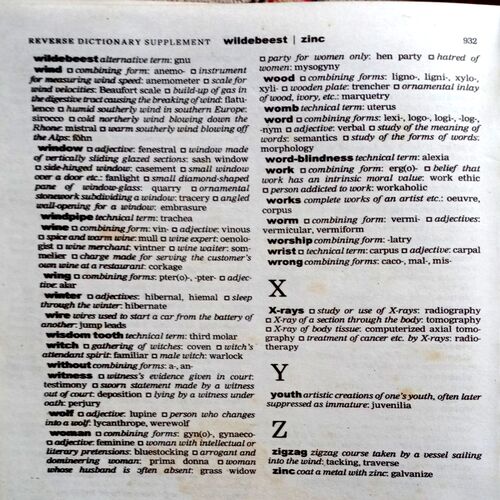 REVERSE DICTIONARY SUPPLEMENT wildebeest | zinc 932
wildebeest alternative term: gnu
wind □ combining forms: anemo- □ instrument
for measuring wind speed: anemometer □ scale for
wind velocities: Beaufort scale □ build-up of gas in
the digestive tract causing the breaking of wind: flatu-
lence □ humid southerly wind in southern Europe:
sirocco □ cold northerly wind blowing down the
Rhone: mistral □ warm southerly wind blowing off
the Alps: föhn
window □ adjective: fenestral □ window made
of vertically sliding glazed sections: sash window
□ side-hinged window: casement □ small window
over a door etc.: fanlight □ small diamond-shaped
pane of window-glass: quarry □ ornamental
stonework subdividing a window: tracery □ angled
wall-opening for a window: embrasure
windpipe technical term: trachea
wine □ combining form: vin- □ adjective: vinous
□ spice and warm wine: mull □ wine expert: oenol-
ogist □ wine merchant: vintner □ wine waiter: som-
melier □ charge made for serving the customer's
own wine at a restaurant: corkage
wing □ combining forms: pter(o)-, -pter- □ adjec-
tive: alar
winter □ adjectives: hibernal, hiemal □ sleep
through the winter: hibernate
wire wires used to start a car from the battery of
another: jump leads
wisdom tooth technical term: third molar
witch □ gathering of witches: coven □ witch's
attendant spirit: familiar □ male witch: warlock
without combining forms: a-, an-
witness □ witness's evidence given in court:
testimony □ sworn statement made by a witness
out of court: deposition □ lying by a witness under
oath: perjury
wolf □ adjective: lupine □ person who changes
into a wolf: lycanthrope, werewolf
woman □ combining forms: gyn(o)-, gynaeco-
□ adjective: feminine □ woman with intellectual or
literary pretensions: bluestocking □ arrogant and
domineering woman: prima donna □ woman
whose husband is often absent: grass widow
□ party for women only: hen party □ hatred of
women: mysogyny
wood □ combining forms: ligno-, ligni-, xylo-,
xyli- □ wooden plate: trencher □ ornamental inlay
of wood, ivory, etc.: marquetry
womb technical term: uterus
word □ combining forms: lexi-, logo-, logi-, -log-,
-nym □ adjective: verbal □ study of the meaning of
words: semantics □ study of the forms of words:
morphology
word-blindness technical term: alexia
work □ combining form: erg(o)- □ belief that
work has an intrinsic moral value: work ethic
□ person addicted to work: workaholic
works complete works of an artist etc.: oeuvre,
corpus
worm □ combining form: vermi- □ adjectives:
vermicular, vermiform
worship combining form: -latry
wrist □ technical term: carpus □ adjective: carpal
wrong combining forms: caco-, mal-, mis-
X
X-rays □ study or use of X-rays: radiography
□ X-ray of a section through the body: tomography
□ X-ray of body tissue: computerized axial tomo-
graphy □ treatment of cancer etc. by X-rays: radio-
therapy
Y
youth artistic creations of one's youth, often later
suppressed as immature: juvenilia
Z
zigzag zigzag course taken by a vessel sailing
into the wind: tacking, traverse
zinc coat a metal with zinc: galvanize